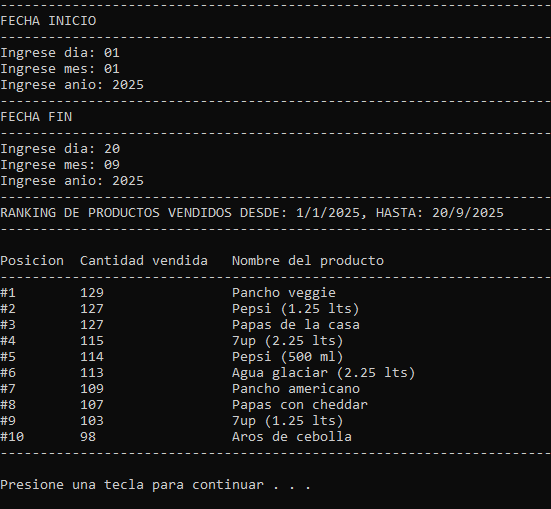 --------------------------------------------------------------------
FECHA INICIO
--------------------------------------------------------------------
Ingrese dia: 01
Ingrese mes: 01
Ingrese anio: 2025
--------------------------------------------------------------------
FECHA FIN
--------------------------------------------------------------------
Ingrese dia: 20
Ingrese mes: 09
Ingrese anio: 2025
--------------------------------------------------------------------
RANKING DE PRODUCTOS VENDIDOS DESDE: 1/1/2025, HASTA: 20/9/2025
--------------------------------------------------------------------
Posicion  Cantidad vendida   Nombre del producto
--------------------------------------------------------------------
#1        129                Pancho veggie
#2        127                Pepsi (1.25 lts)
#3        127                Papas de la casa
#4        115                7up (2.25 lts)
#5        114                Pepsi (500 ml)
#6        113                Agua glaciar (2.25 lts)
#7        109                Pancho americano
#8        107                Papas con cheddar
#9        103                7up (1.25 lts)
#10       98                 Aros de cebolla
--------------------------------------------------------------------
Presione una tecla para continuar . . .